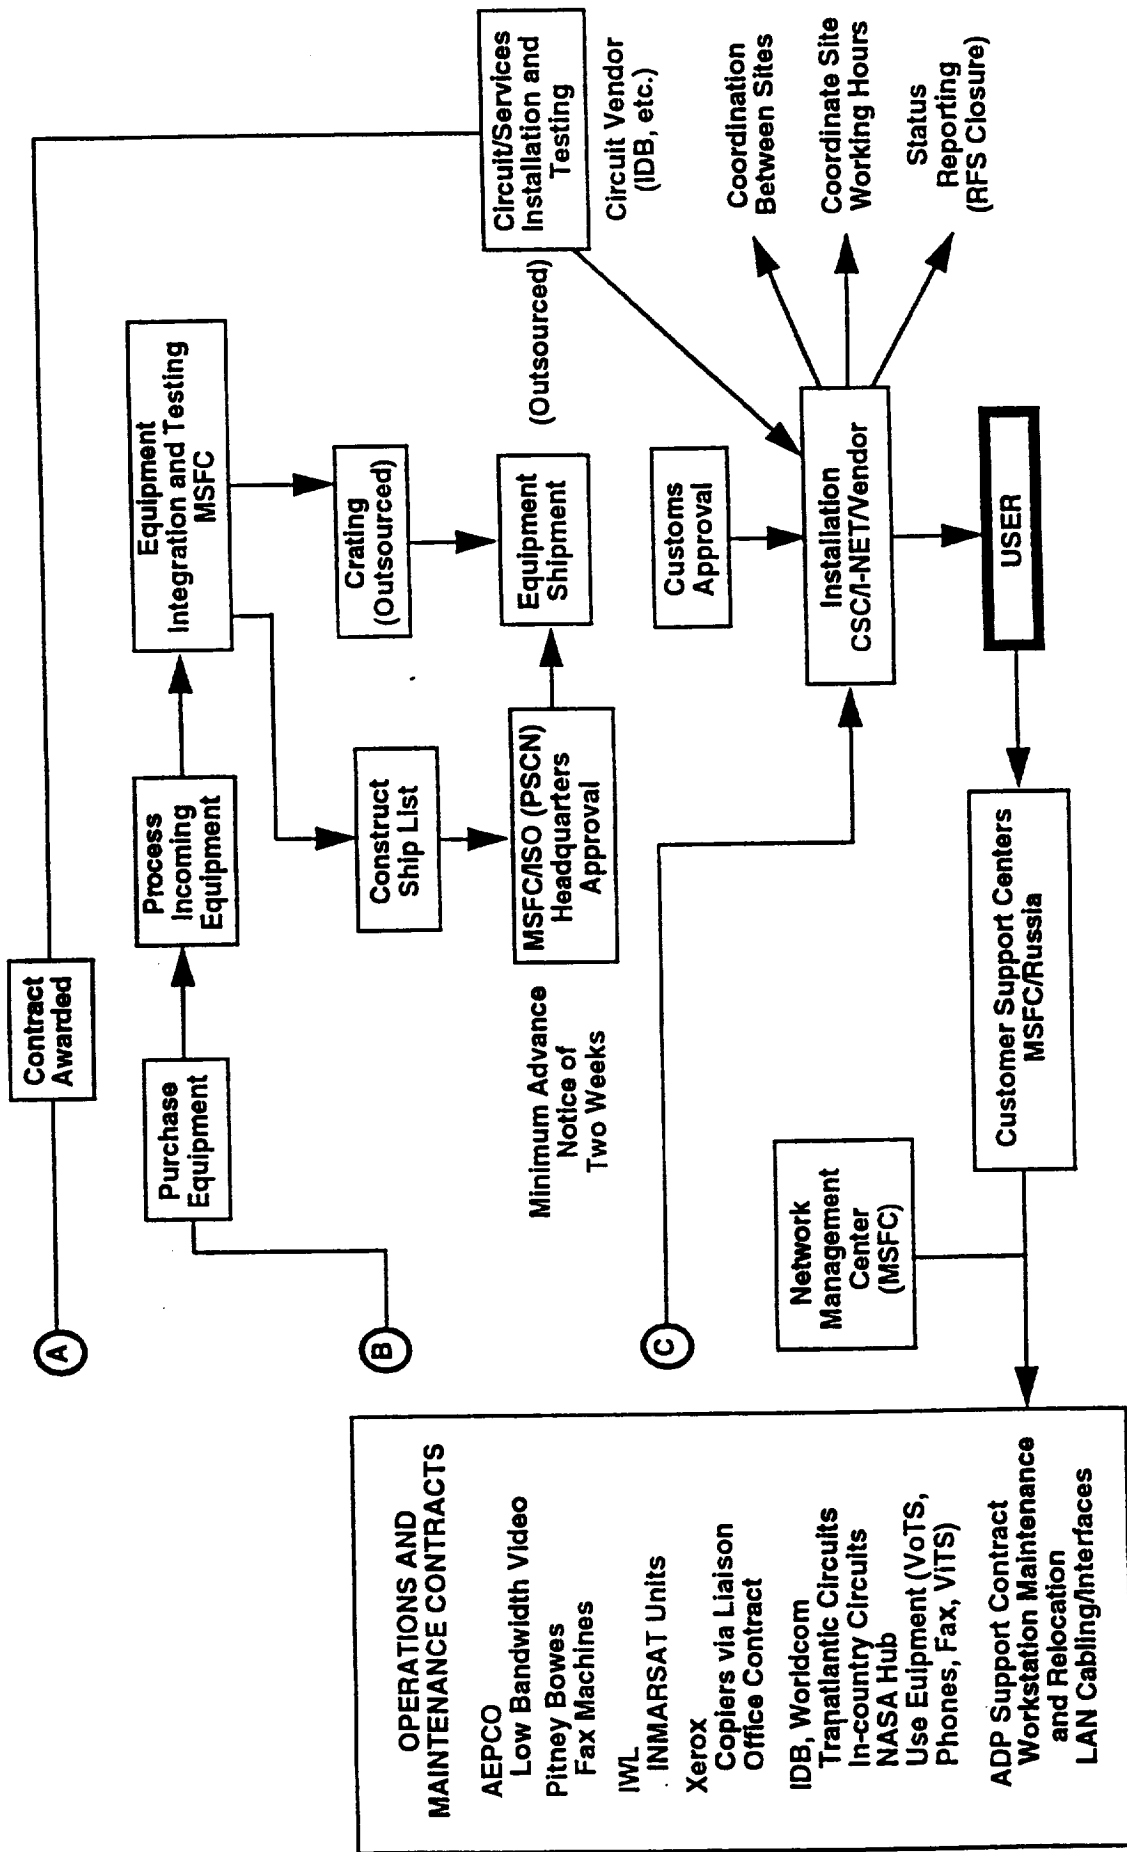 A
Contract
Awarded
B
Purchase
Equipment
Process
Incoming
Equipment
Equipment
Integration and Testing
MSFC
Circuit/Services
Installation and
Testing
Circuit Vendor
(IDB, etc.)
Construct
Ship List
Crating
(Outsourced)
Minimum Advance
Notice of
Two Weeks
MSFC/ISO (PSCN)
Headquarters
Approval
Equipment
Shipment
(Outsourced)
(Outsourced)
C
Customs
Approval
Installation
CSC/I-NET/Vendor
Coordination
Between Sites
Coordinate Site
Working Hours
Status
Reporting
(RFS Closure)
USER
Network
Management
Center
(MSFC)
Customer Support Centers
MSFC/Russia
OPERATIONS AND
MAINTENANCE CONTRACTS
AEPCO
Low Bandwidth Video
Pitney Bowes
Fax Machines
IWL
INMARSAT Units
Xerox
Copiers via Liaison
Office Contract
IDB, Worldcom
Trapatlantic Circuits
In-country Circuits
NASA Hub
Use Euipment (VoTS,
Phones, Fax, ViTS)
ADP Support Contract
Workstation Maintenance
and Relocation
LAN Cabling/Interfaces